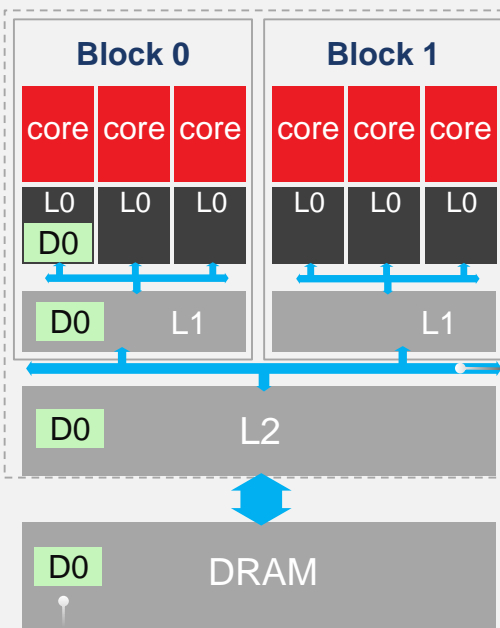 Block 0 Block 1
core core core core core core
L0 L0 L0 L0 L0 L0
D0
D0 L1 L1
D0 L2
D0 DRAM